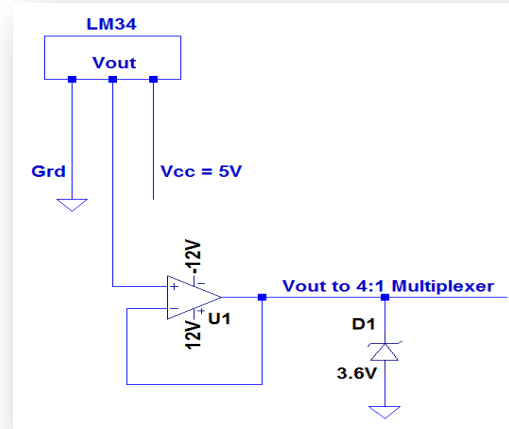 LM34
Vout
Grd
Vcc = 5V
-12V
+
-
-
+
12V
U1
Vout to 4:1 Multiplexer
D1
3.6V